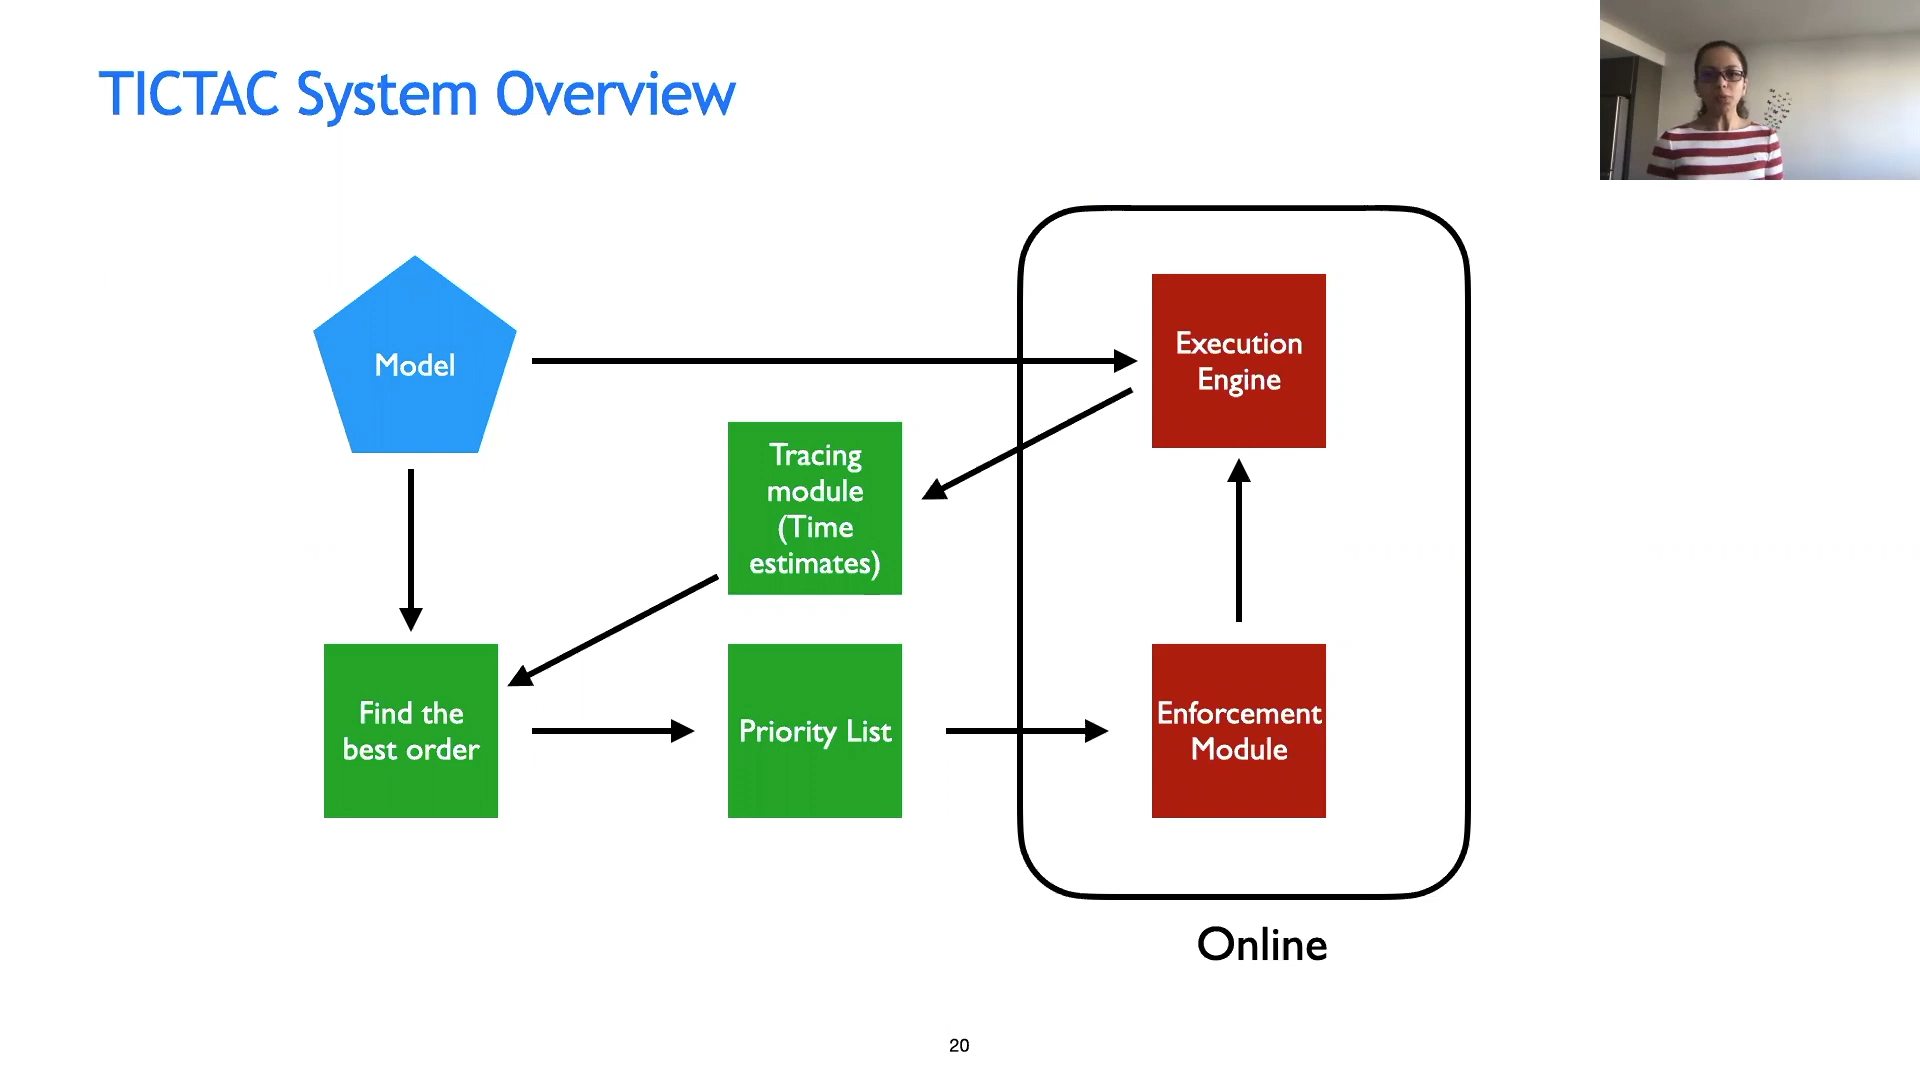 TICTAC System Overview
Model
Execution
Engine
Tracing
module
(Time
estimates)
Find the
best order
Priority List
Enforcement
Module
Online
20